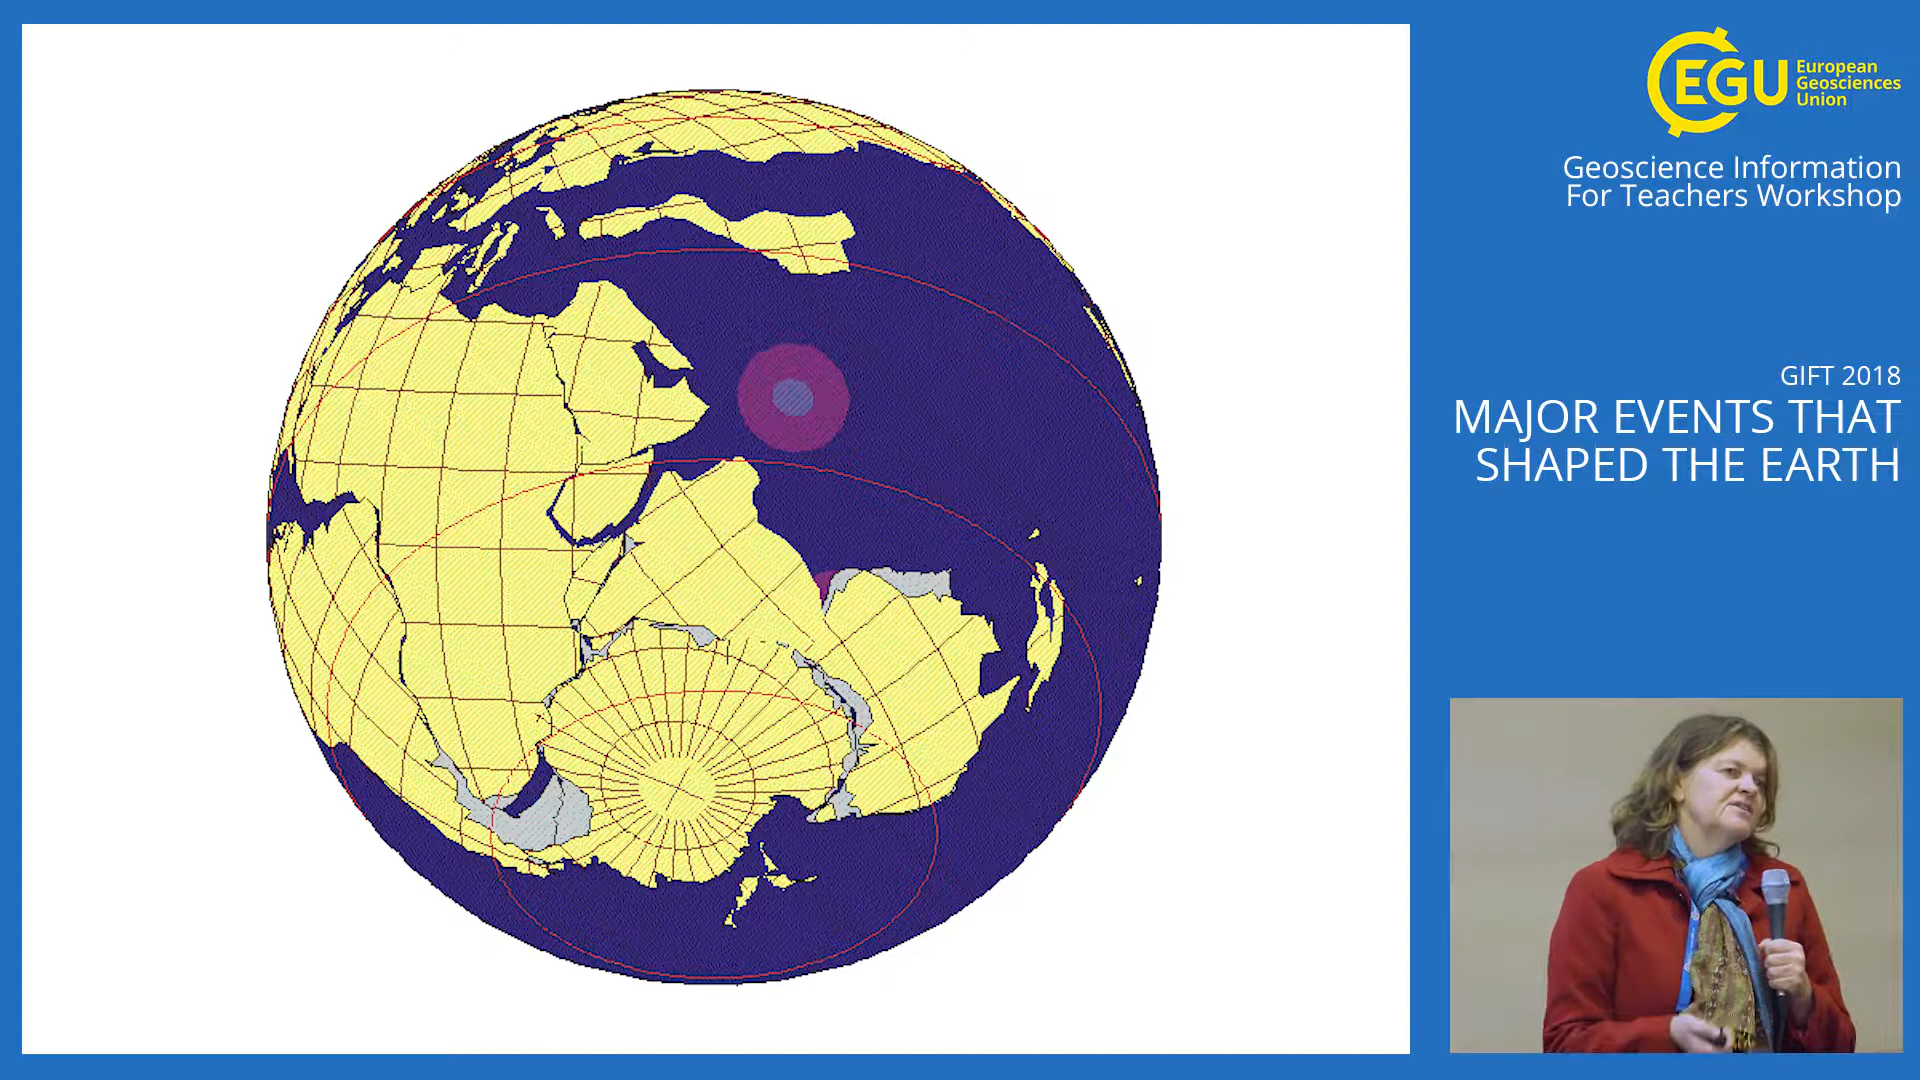 EGU
European
Geosciences
Union
Geoscience Information
For Teachers Workshop
GIFT 2018
MAJOR EVENTS THAT
SHAPED THE EARTH